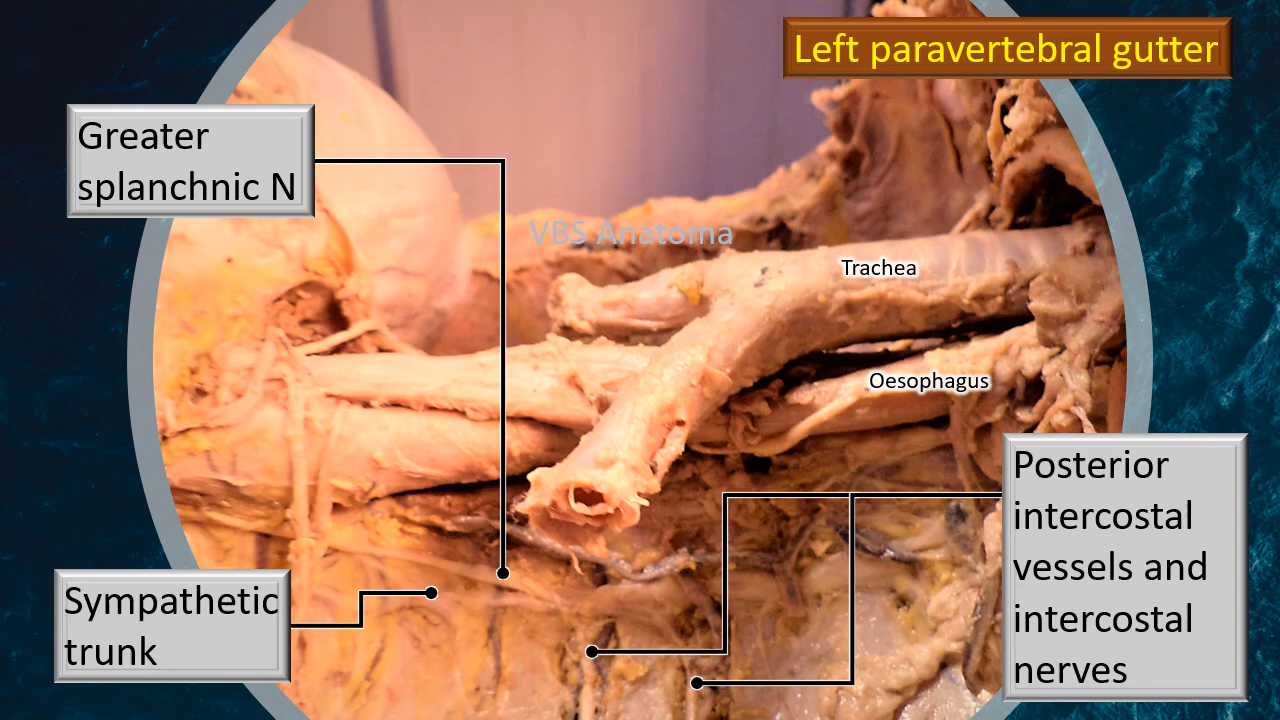 Left paravertebral gutter
Greater
splanchnic N
VBS Anatoma
Trachea
Oesophagus
Posterior
intercostal
vessels and
intercostal
nerves
Sympathetic
trunk